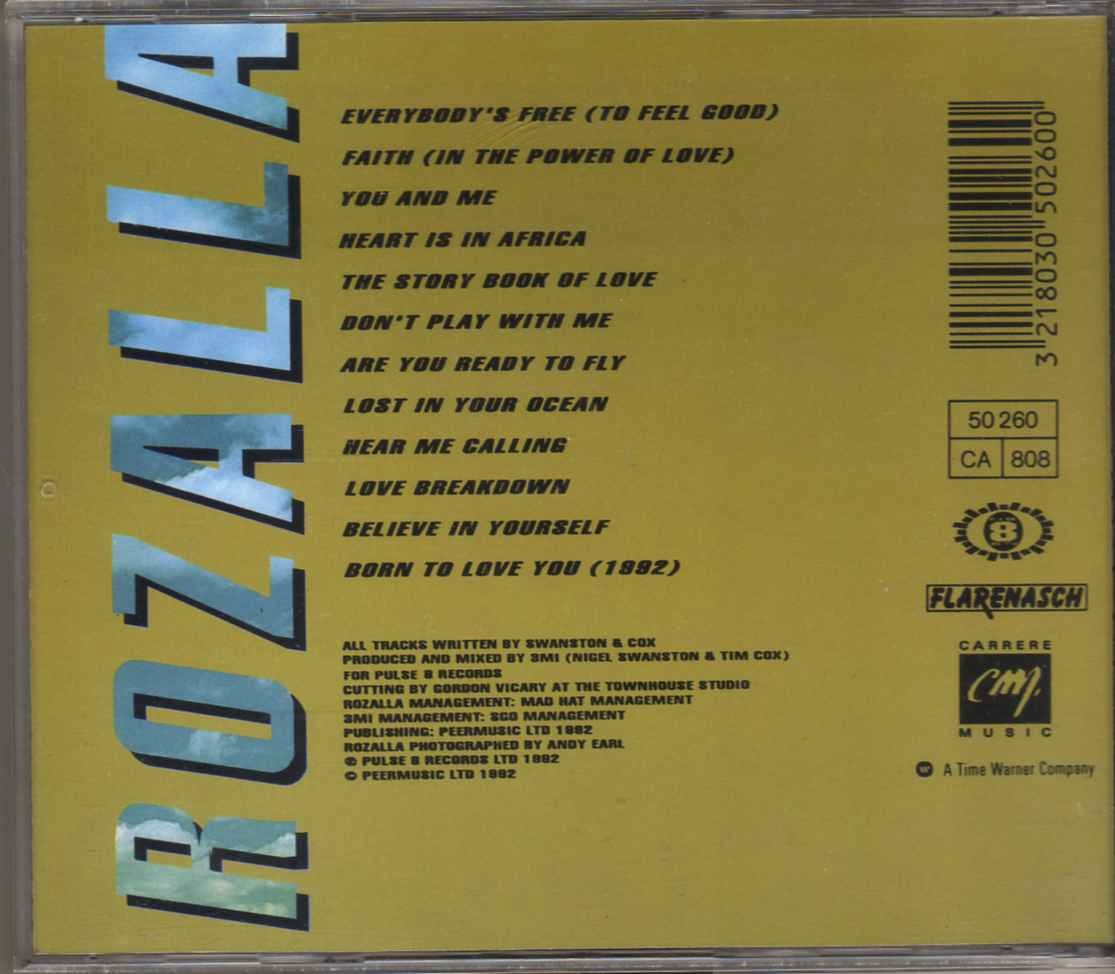 ROZALLA
EVERYBODY'S FREE (TO FEEL GOOD)
FAITH (IN THE POWER OF LOVE)
YOU AND ME
HEART IS IN AFRICA
THE STORY BOOK OF LOVE
DON'T PLAY WITH ME
ARE YOU READY TO FLY
LOST IN YOUR OCEAN
HEAR ME CALLING
LOVE BREAKDOWN
BELIEVE IN YOURSELF
BORN TO LOVE YOU (1992)
ALL TRACKS WRITTEN BY SWANSTON & COX
PRODUCED AND MIXED BY 3MI (NIGEL SWANSTON & TIM COX)
FOR PULSE 8 RECORDS
CUTTING BY GORDON VICARY AT THE TOWNHOUSE STUDIO
ROZALLA MANAGEMENT: MAD HAT MANAGEMENT
3MI MANAGEMENT: SGO MANAGEMENT
PUBLISHING: PEERMUSIC LTD 1992
ROZALLA PHOTOGRAPHED BY ANDY EARL
℗ PULSE 8 RECORDS LTD 1992
© PEERMUSIC LTD 1992
3 218030 502600
50 260
CA 808
8
FLARENASCH
CARRERE
CMJ.
MUSIC
A Time Warner Company